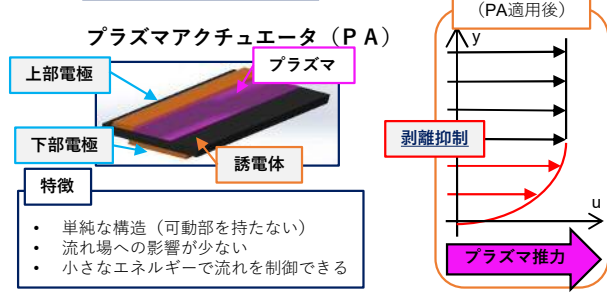 プラズマアクチュエータ（ＰＡ）
上部電極
プラズマ
下部電極
誘電体
特徴
• 単純な構造（可動部を持たない）
• 流れ場への影響が少ない
• 小さなエネルギーで流れを制御できる
（PA適用後）
y
剥離抑制
u
プラズマ推力